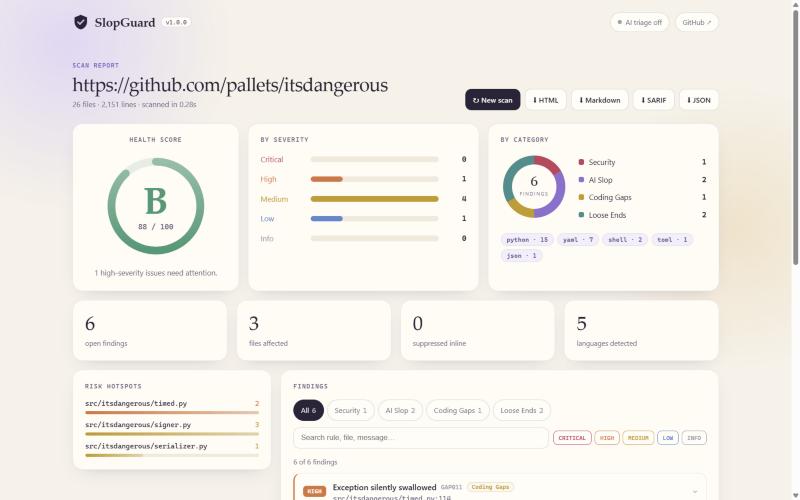 SlopGuard v1.0.0
AI triage off
GitHub ↗
SCAN REPORT
https://github.com/pallets/itsdangerous
26 files · 2,151 lines · scanned in 0.28s
↻ New scan
⬇ HTML
⬇ Markdown
⬇ SARIF
⬇ JSON
HEALTH SCORE
B
88 / 100
1 high-severity issues need attention.
BY SEVERITY
Critical 0
High 1
Medium 4
Low 1
Info 0
BY CATEGORY
6
FINDINGS
Security 1
AI Slop 2
Coding Gaps 1
Loose Ends 2
python · 15 yaml · 7 shell · 2 toml · 1
json · 1
6
open findings
3
files affected
0
suppressed inline
5
languages detected
RISK HOTSPOTS
src/itsdangerous/timed.py 2
src/itsdangerous/signer.py 3
src/itsdangerous/serializer.py 1
FINDINGS
All 6 Security 1 AI Slop 2 Coding Gaps 1 Loose Ends 2
Search rule, file, message...
CRITICAL HIGH MEDIUM LOW INFO
6 of 6 findings
HIGH Exception silently swallowed GAP011 Coding Gaps
src/itsdangerous/timed.py:114